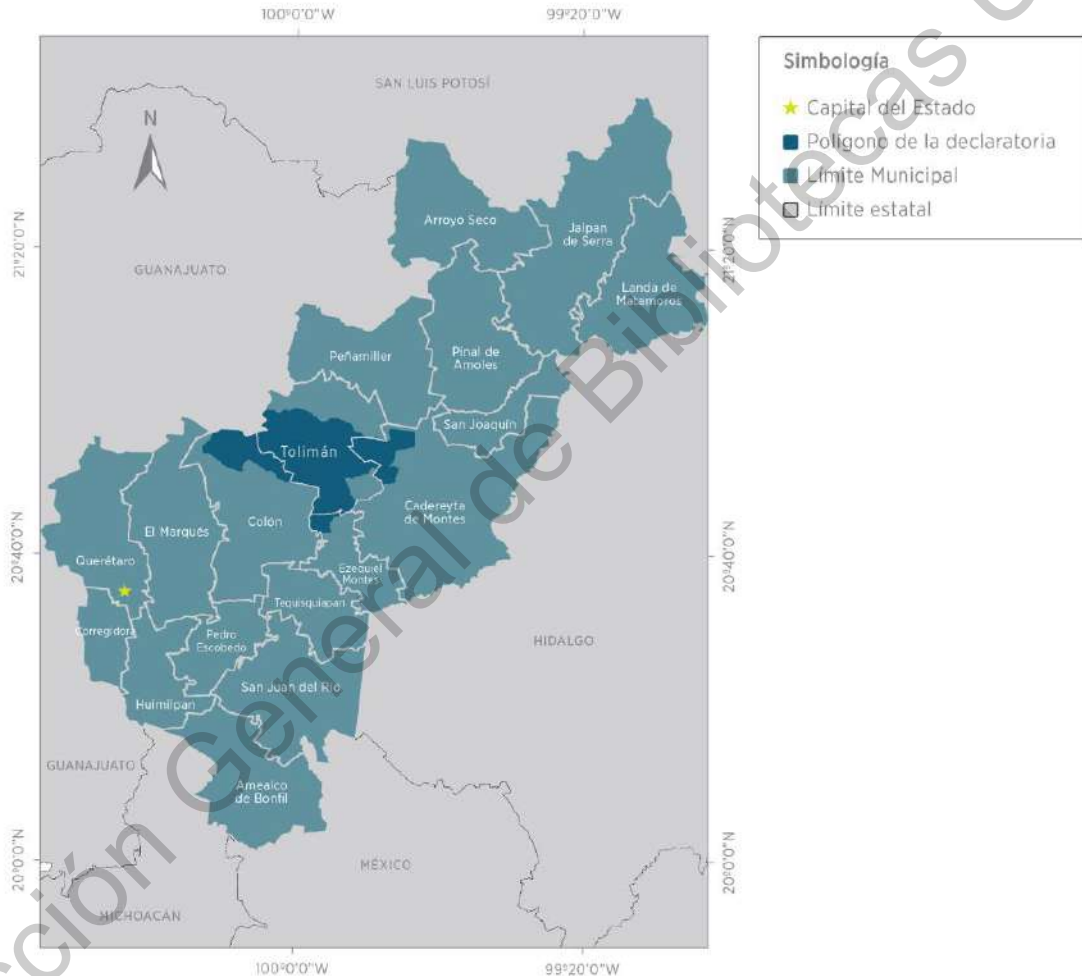 100°0'0"W
99°20'0"W
SAN LUIS POTOSÍ
N
Simbología
Capital del Estado
Polígono de la declaratoria
Límite Municipal
Límite estatal
21°20'0"N
21°20'0"N
GUANAJUATO
Arroyo Seco
Jalpan
de Serra
Landa de
Matamoros
Peñamiller
Pinal de
Amoles
San Joaquín
Tolimán
Cadereyta
de Montes
Colón
El Marqués
Querétaro
20°40'0"N
20°40'0"N
Ezequiel
Montes
Tequisquiapan
Corregidora
Pedro
Escobedo
HIDALGO
San Juan del Río
Huimilpan
GUANAJUATO
Amealco
de Bonfil
20°0'0"N
20°0'0"N
MÉXICO
MICHOACÁN
100°0'0"W
99°20'0"W
ción General de Bibliotecas U